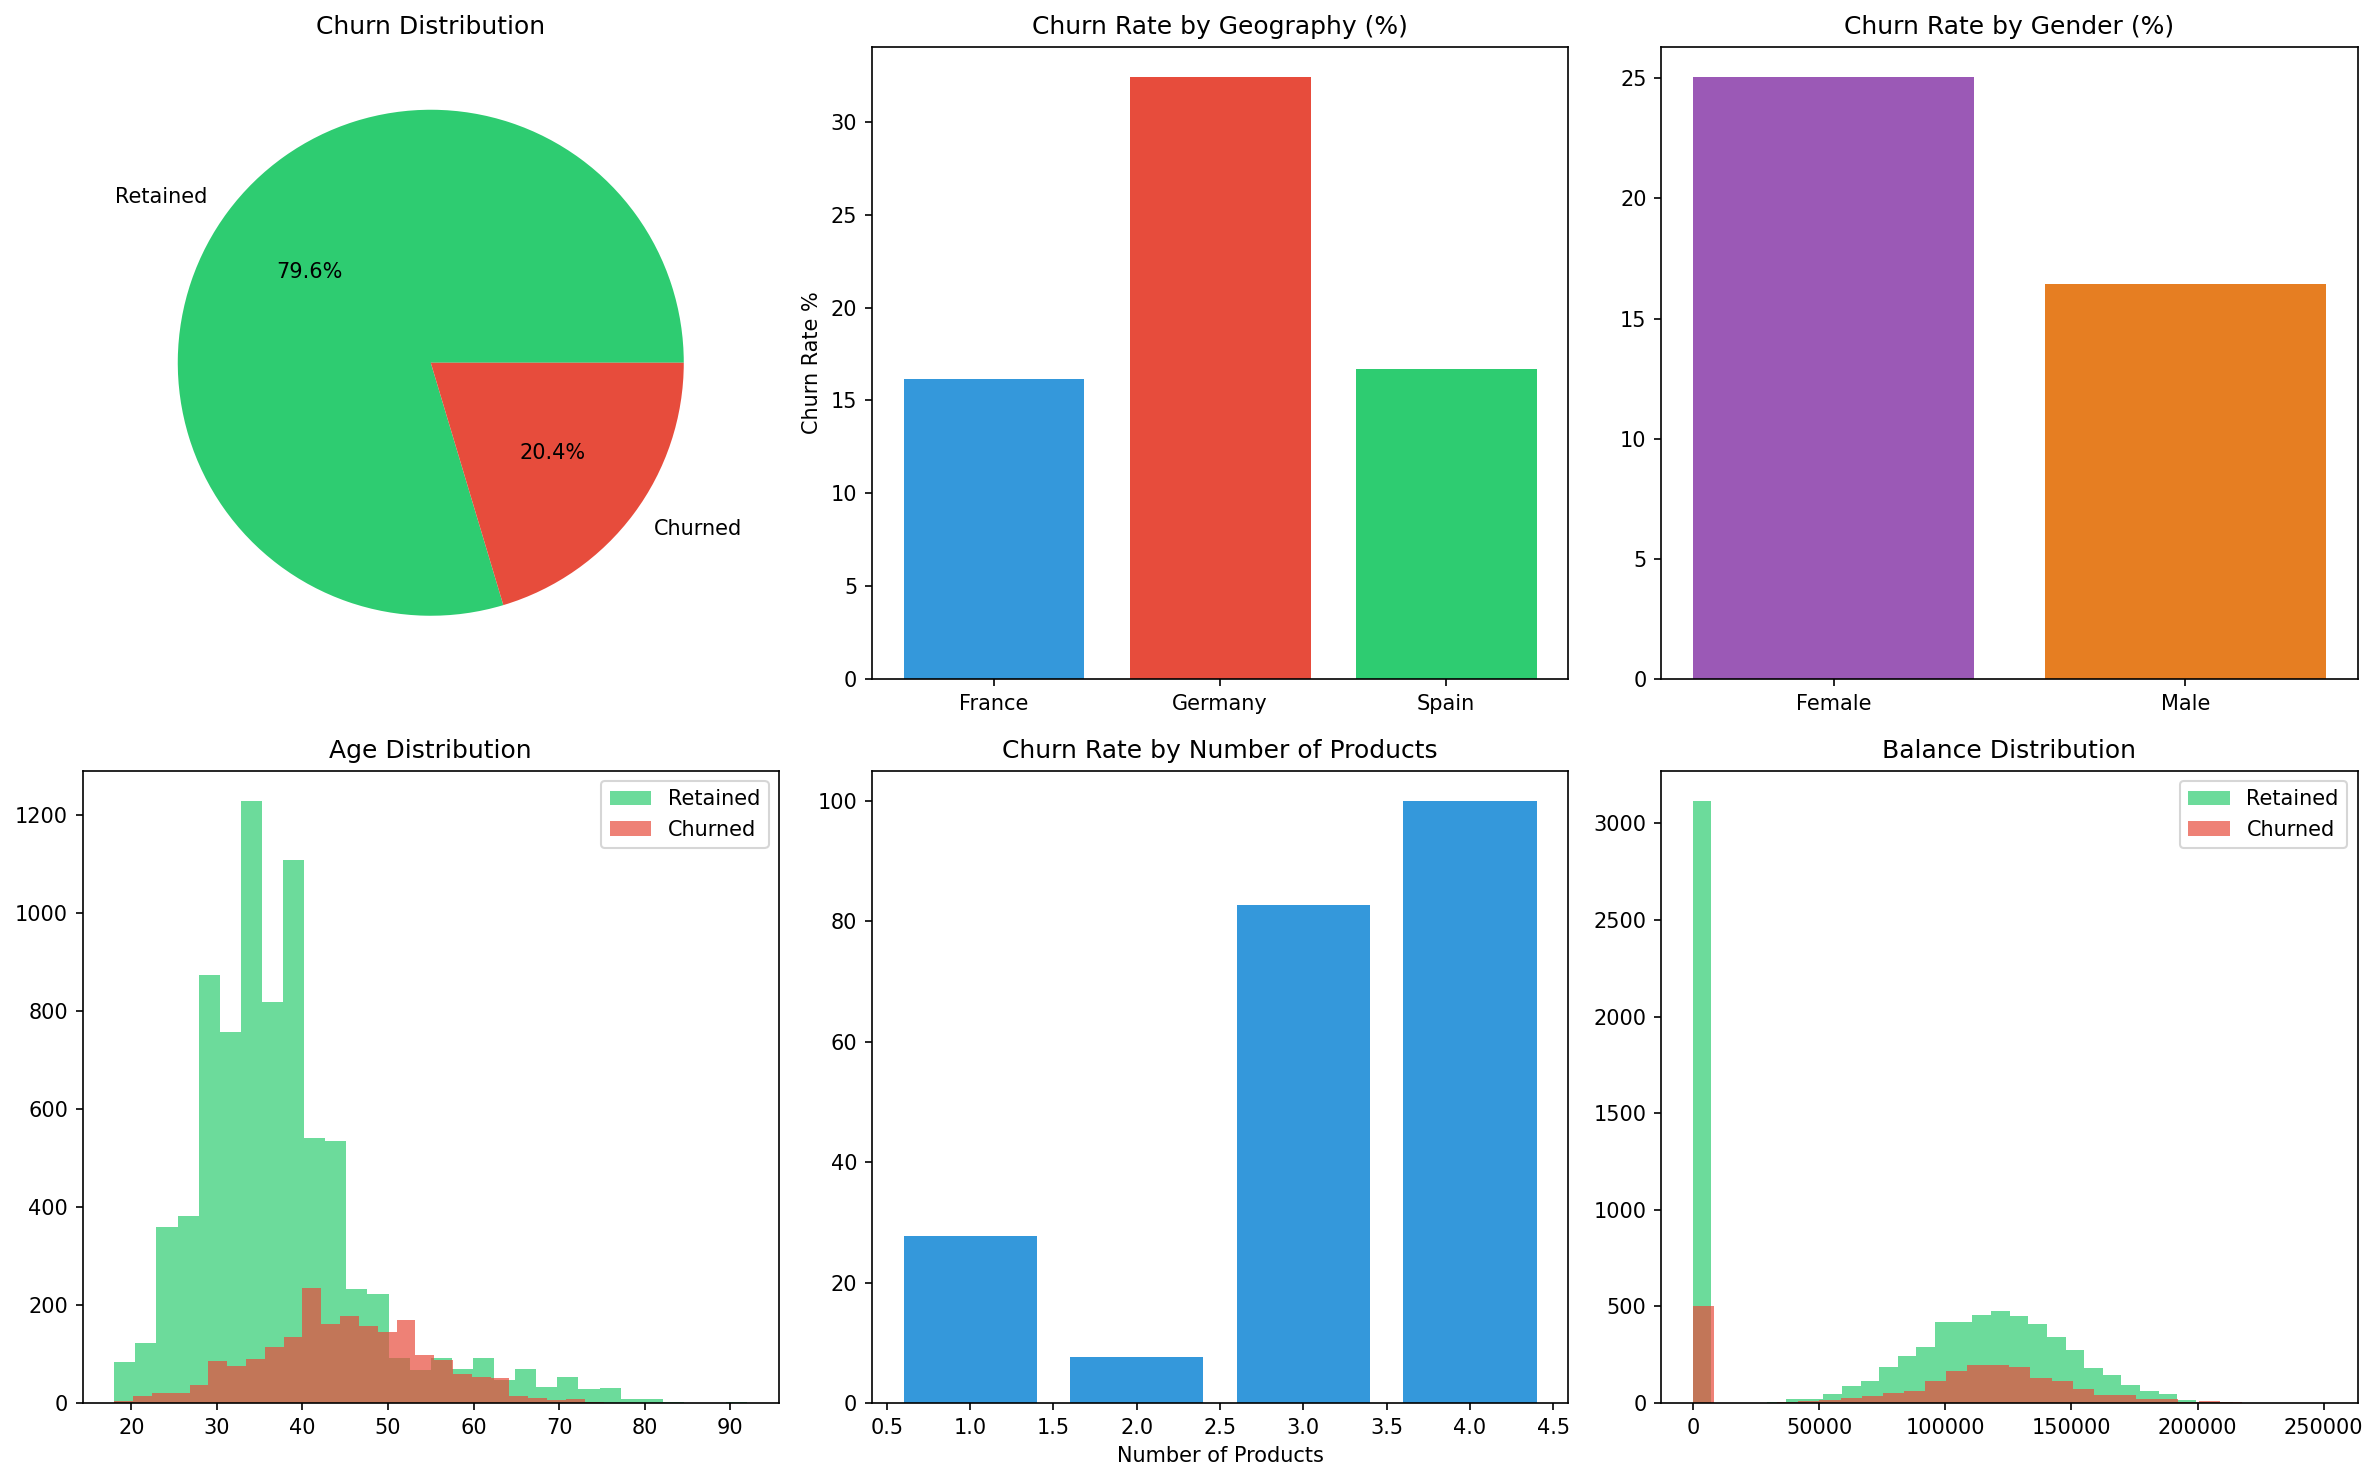 Churn Distribution
Retained
79.6%
20.4%
Churned
Churn Rate by Geography (%)
Churn Rate %
30
25
20
15
10
5
0
France Germany Spain
Churn Rate by Gender (%)
25
20
15
10
5
0
Female Male
Age Distribution
Retained
Churned
1200
1000
800
600
400
200
0
20 30 40 50 60 70 80 90
Churn Rate by Number of Products
100
80
60
40
20
0
0.5 1.0 1.5 2.0 2.5 3.0 3.5 4.0 4.5
Number of Products
Balance Distribution
Retained
Churned
3000
2500
2000
1500
1000
500
0
0 50000 100000 150000 200000 250000